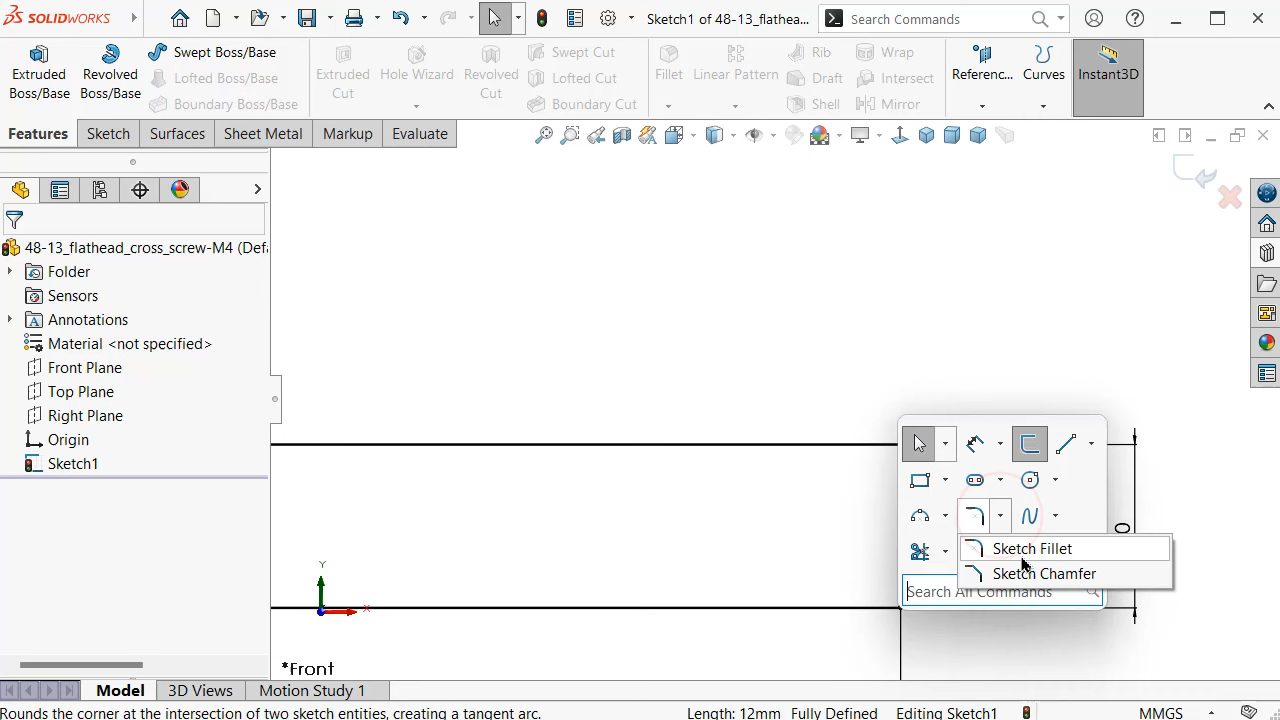 SOLIDWORKS
Sketch1 of 48-13_flathea...
Search Commands
Extruded Boss/Base
Revolved Boss/Base
Swept Boss/Base
Lofted Boss/Base
Boundary Boss/Base
Extruded Cut
Hole Wizard
Revolved Cut
Swept Cut
Lofted Cut
Boundary Cut
Fillet
Linear Pattern
Rib
Draft
Shell
Wrap
Intersect
Mirror
Referenc...
Curves
Instant3D
Features
Sketch
Surfaces
Sheet Metal
Markup
Evaluate
48-13_flathead_cross_screw-M4 (Defa
Folder
Sensors
Annotations
Material <not specified>
Front Plane
Top Plane
Right Plane
Origin
Sketch1
Y
X
*Front
0
Sketch Fillet
Sketch Chamfer
Search All Commands
Model
3D Views
Motion Study 1
Rounds the corner at the intersection of two sketch entities, creating a tangent arc.
Length: 12mm
Fully Defined
Editing Sketch1
MMGS